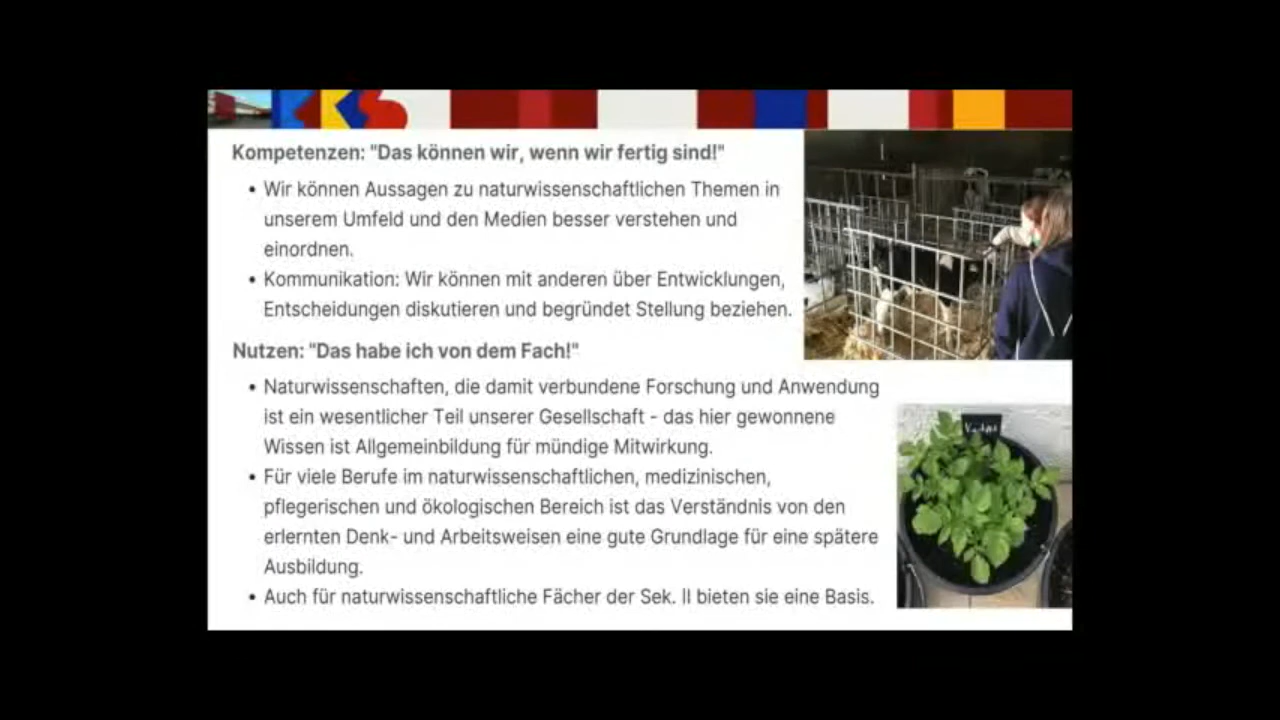 Kompetenzen: "Das können wir, wenn wir fertig sind!"
• Wir können Aussagen zu naturwissenschaftlichen Themen in
unserem Umfeld und den Medien besser verstehen und
einordnen.
• Kommunikation: Wir können mit anderen über Entwicklungen,
Entscheidungen diskutieren und begründet Stellung beziehen.
Nutzen: "Das habe ich von dem Fach!"
• Naturwissenschaften, die damit verbundene Forschung und Anwendung
ist ein wesentlicher Teil unserer Gesellschaft - das hier gewonnene
Wissen ist Allgemeinbildung für mündige Mitwirkung.
• Für viele Berufe im naturwissenschaftlichen, medizinischen,
pflegerischen und ökologischen Bereich ist das Verständnis von den
erlernten Denk- und Arbeitsweisen eine gute Grundlage für eine spätere
Ausbildung.
• Auch für naturwissenschaftliche Fächer der Sek. II bieten sie eine Basis.